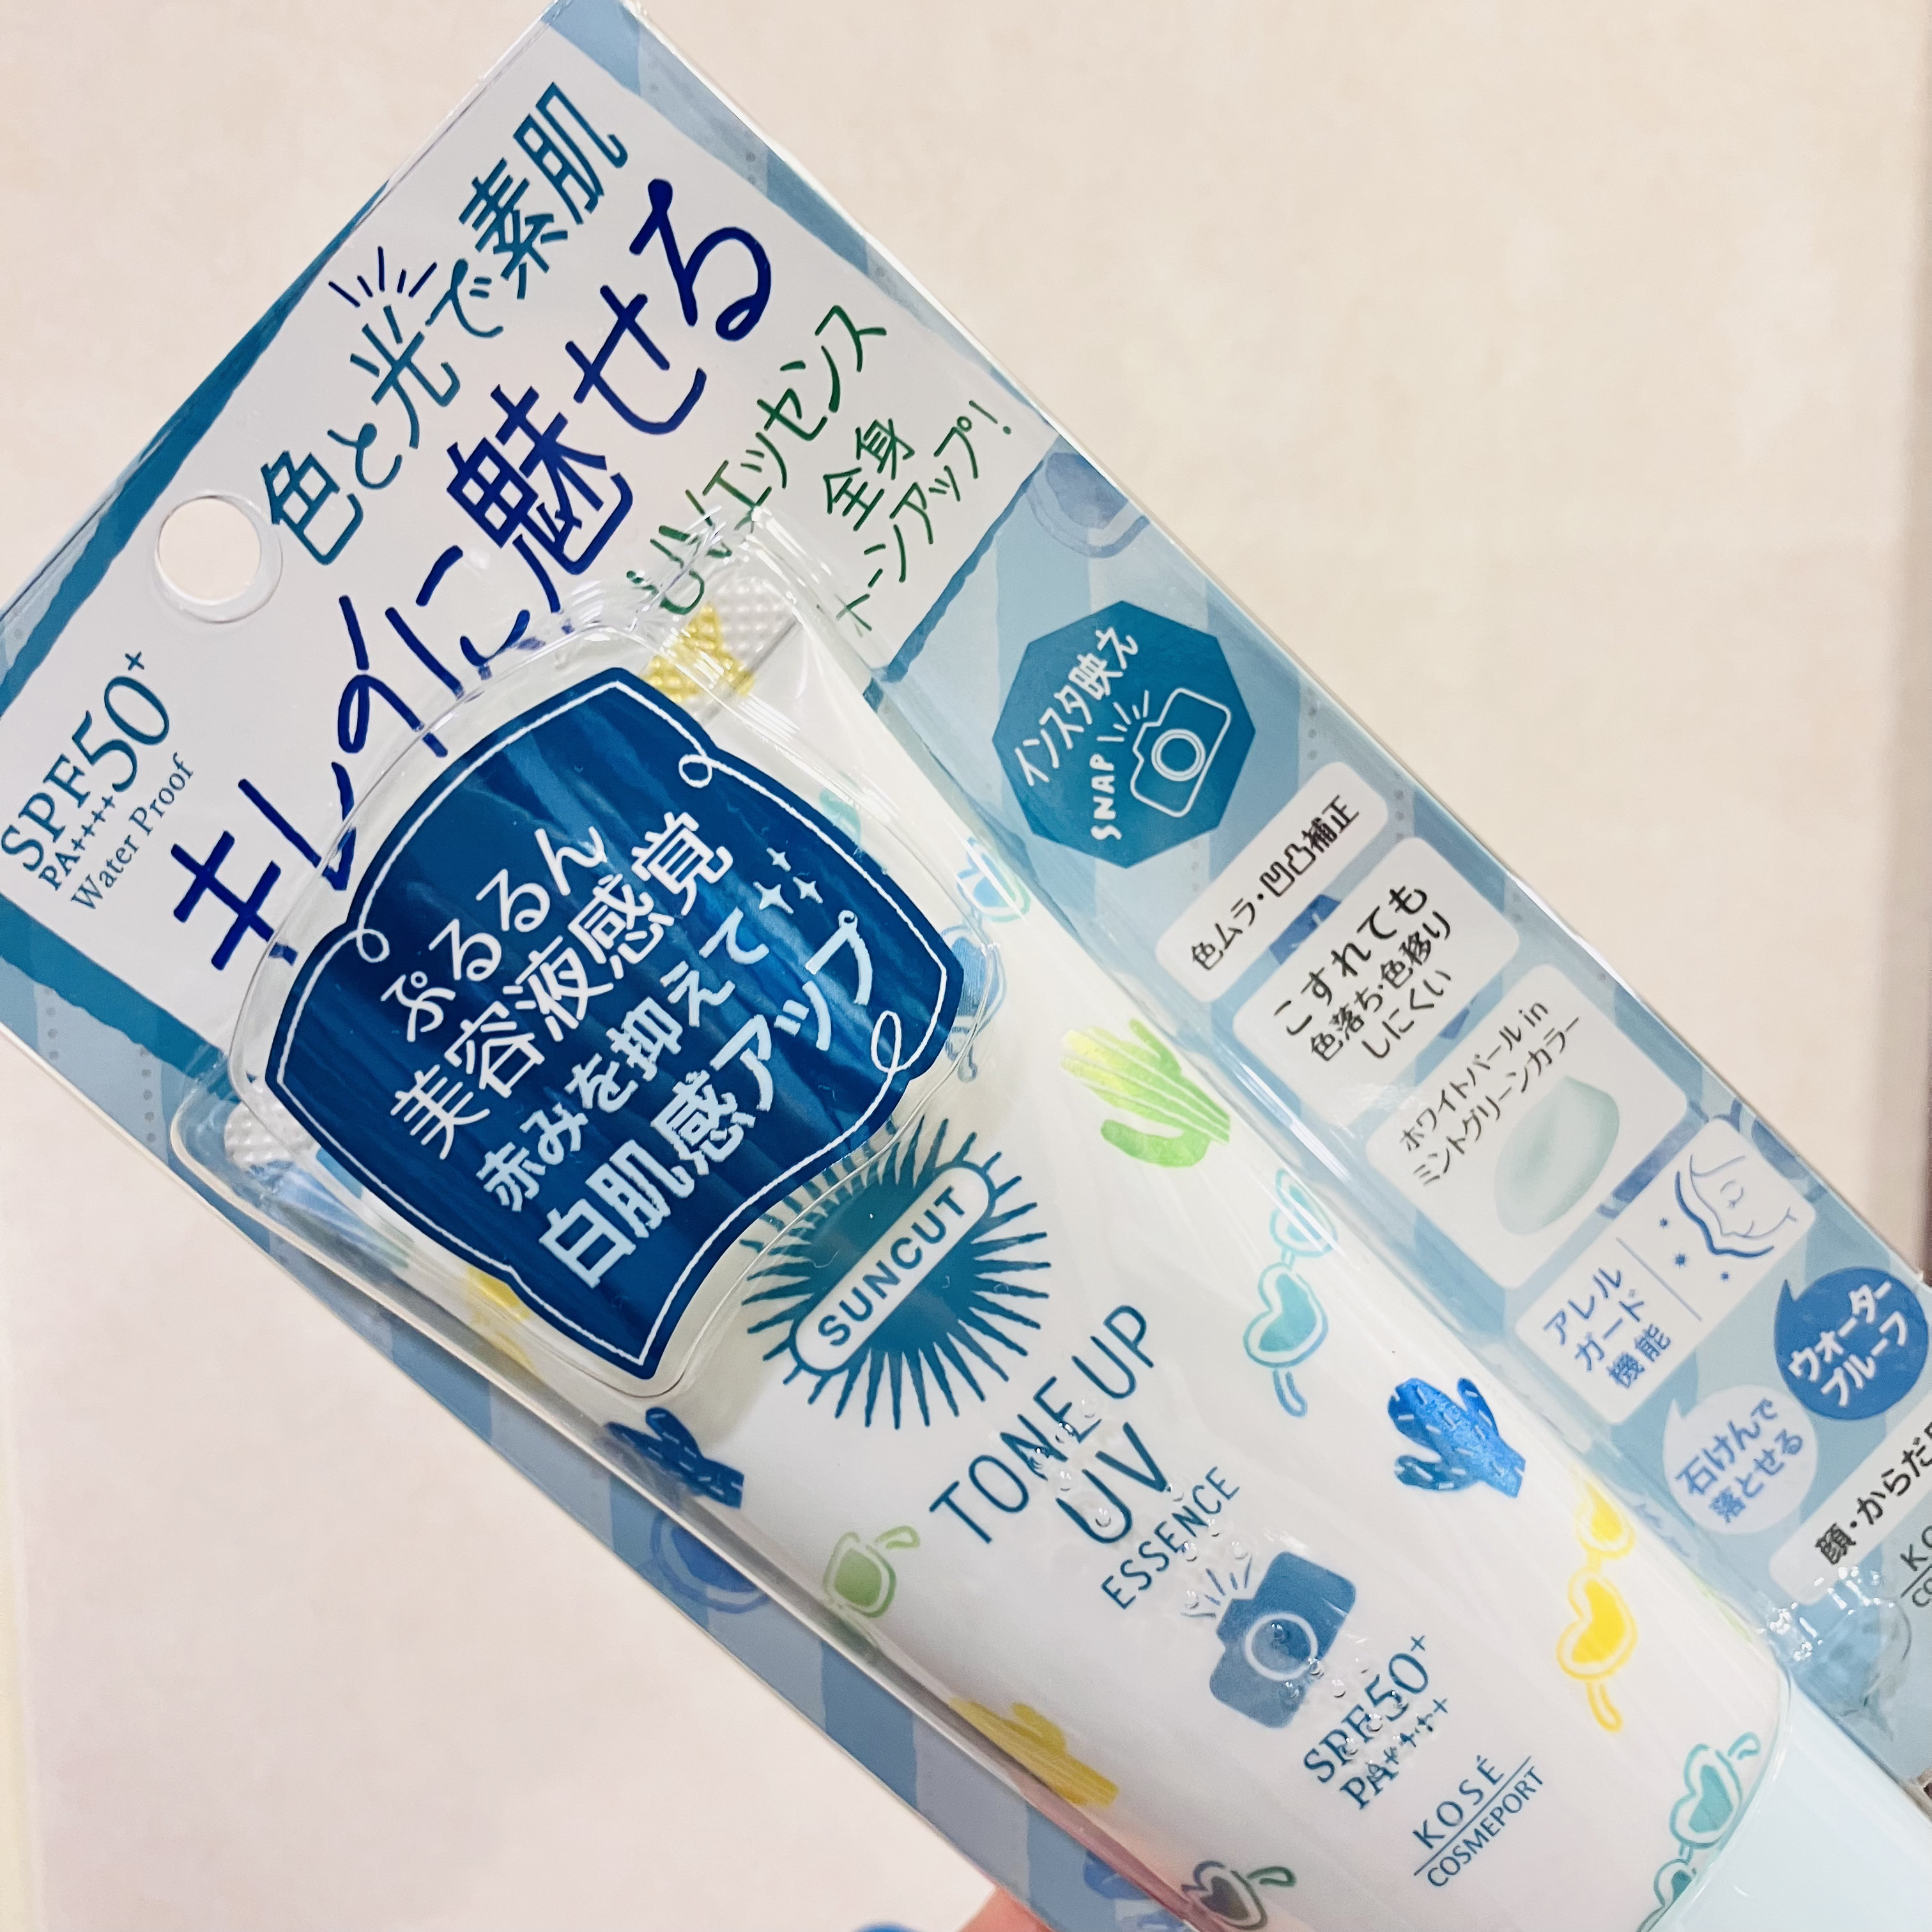 色と光で素肌
キレイに魅せる
UVエッセンス
全身
トーンアップ!
SPF50+
PA++++
Water Proof
ぷるるん
美容液感覚
赤みを抑えて
白肌感アップ
SUNCUT
TONE UP
UV
ESSENCE
SPF50+
PA++++
KOSÉ
COSMEPORT
インスタ映え
SNAP
色ムラ・凹凸補正
こすれても
色落ち・色移り
しにくい
ホワイトパール in
ミントグリーンカラー
アレル
ガード
機能
ウォーター
プルーフ
石けんで
落とせる
顔・からだ